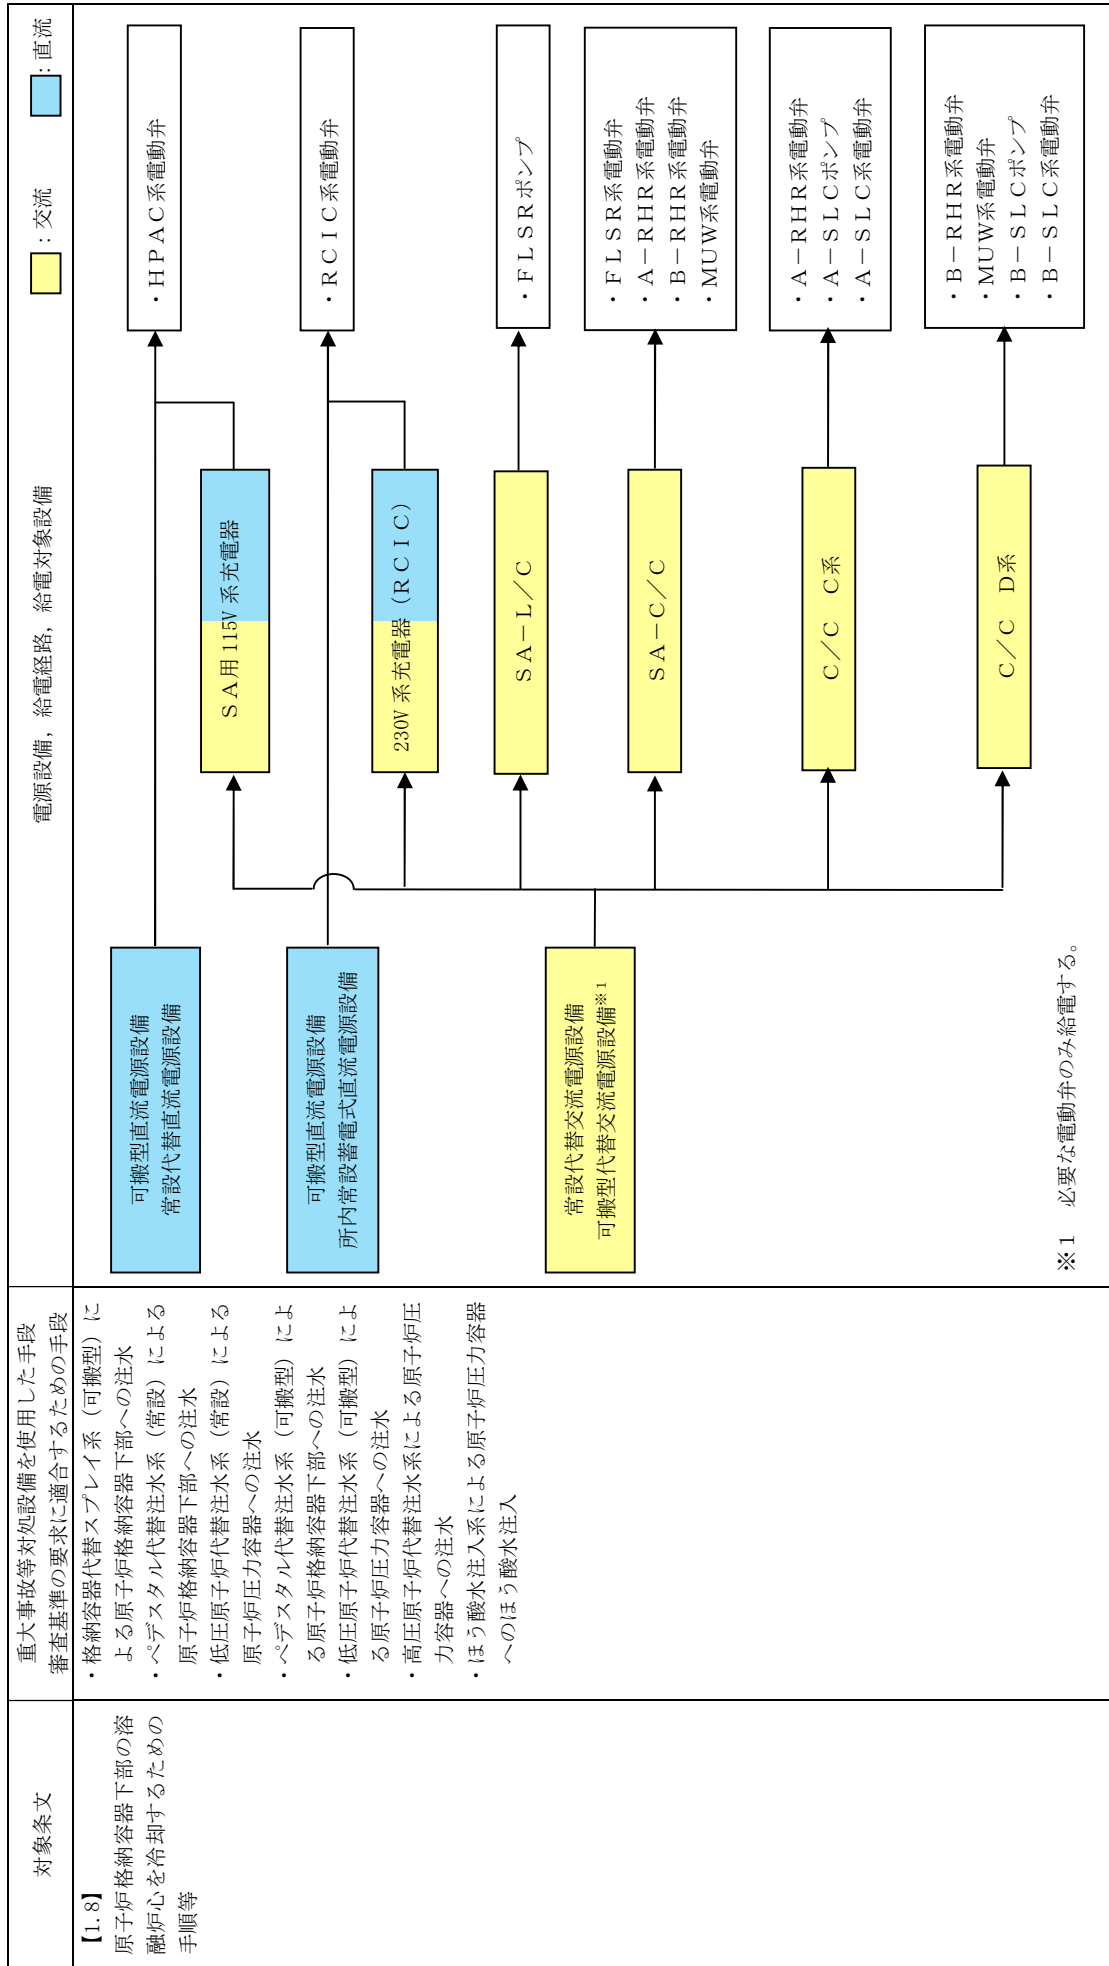 対象条文
重大事故等対処設備を使用した手段
審査基準の要求に適合するための手段
電源設備，給電経路，給電対象設備
：交流
：直流
【1.8】
原子炉格納容器下部の溶
融炉心を冷却するための
手順等
・格納容器代替スプレイ系（可搬型）に
よる原子炉格納容器下部への注水
・ペデスタル代替注水系（常設）による
原子炉格納容器下部への注水
・低圧原子炉代替注水系（常設）による
原子炉圧力容器への注水
・ペデスタル代替注水系（可搬型）によ
る原子炉格納容器下部への注水
・低圧原子炉代替注水系（可搬型）によ
る原子炉圧力容器への注水
・高圧原子炉代替注水系による原子炉圧
力容器への注水
・ほう酸水注入系による原子炉圧力容器
へのほう酸水注入
可搬型直流電源設備
常設代替直流電源設備
可搬型直流電源設備
所内常設蓄電式直流電源設備
常設代替交流電源設備
可搬型代替交流電源設備※1
ＳＡ用 115V 系充電器
230V 系充電器（ＲＣＩＣ）
ＳＡ－Ｌ／Ｃ
ＳＡ－Ｃ／Ｃ
Ｃ／Ｃ　Ｃ系
Ｃ／Ｃ　Ｄ系
・ＨＰＡＣ系電動弁
・ＲＣＩＣ系電動弁
・ＦＬＳＲポンプ
・ＦＬＳＲ系電動弁
・Ａ－ＲＨＲ系電動弁
・Ｂ－ＲＨＲ系電動弁
・MUW系電動弁
・Ａ－ＲＨＲ系電動弁
・Ａ－ＳＬＣポンプ
・Ａ－ＳＬＣ系電動弁
・Ｂ－ＲＨＲ系電動弁
・MUW系電動弁
・Ｂ－ＳＬＣポンプ
・Ｂ－ＳＬＣ系電動弁
※１　必要な電動弁のみ給電する。